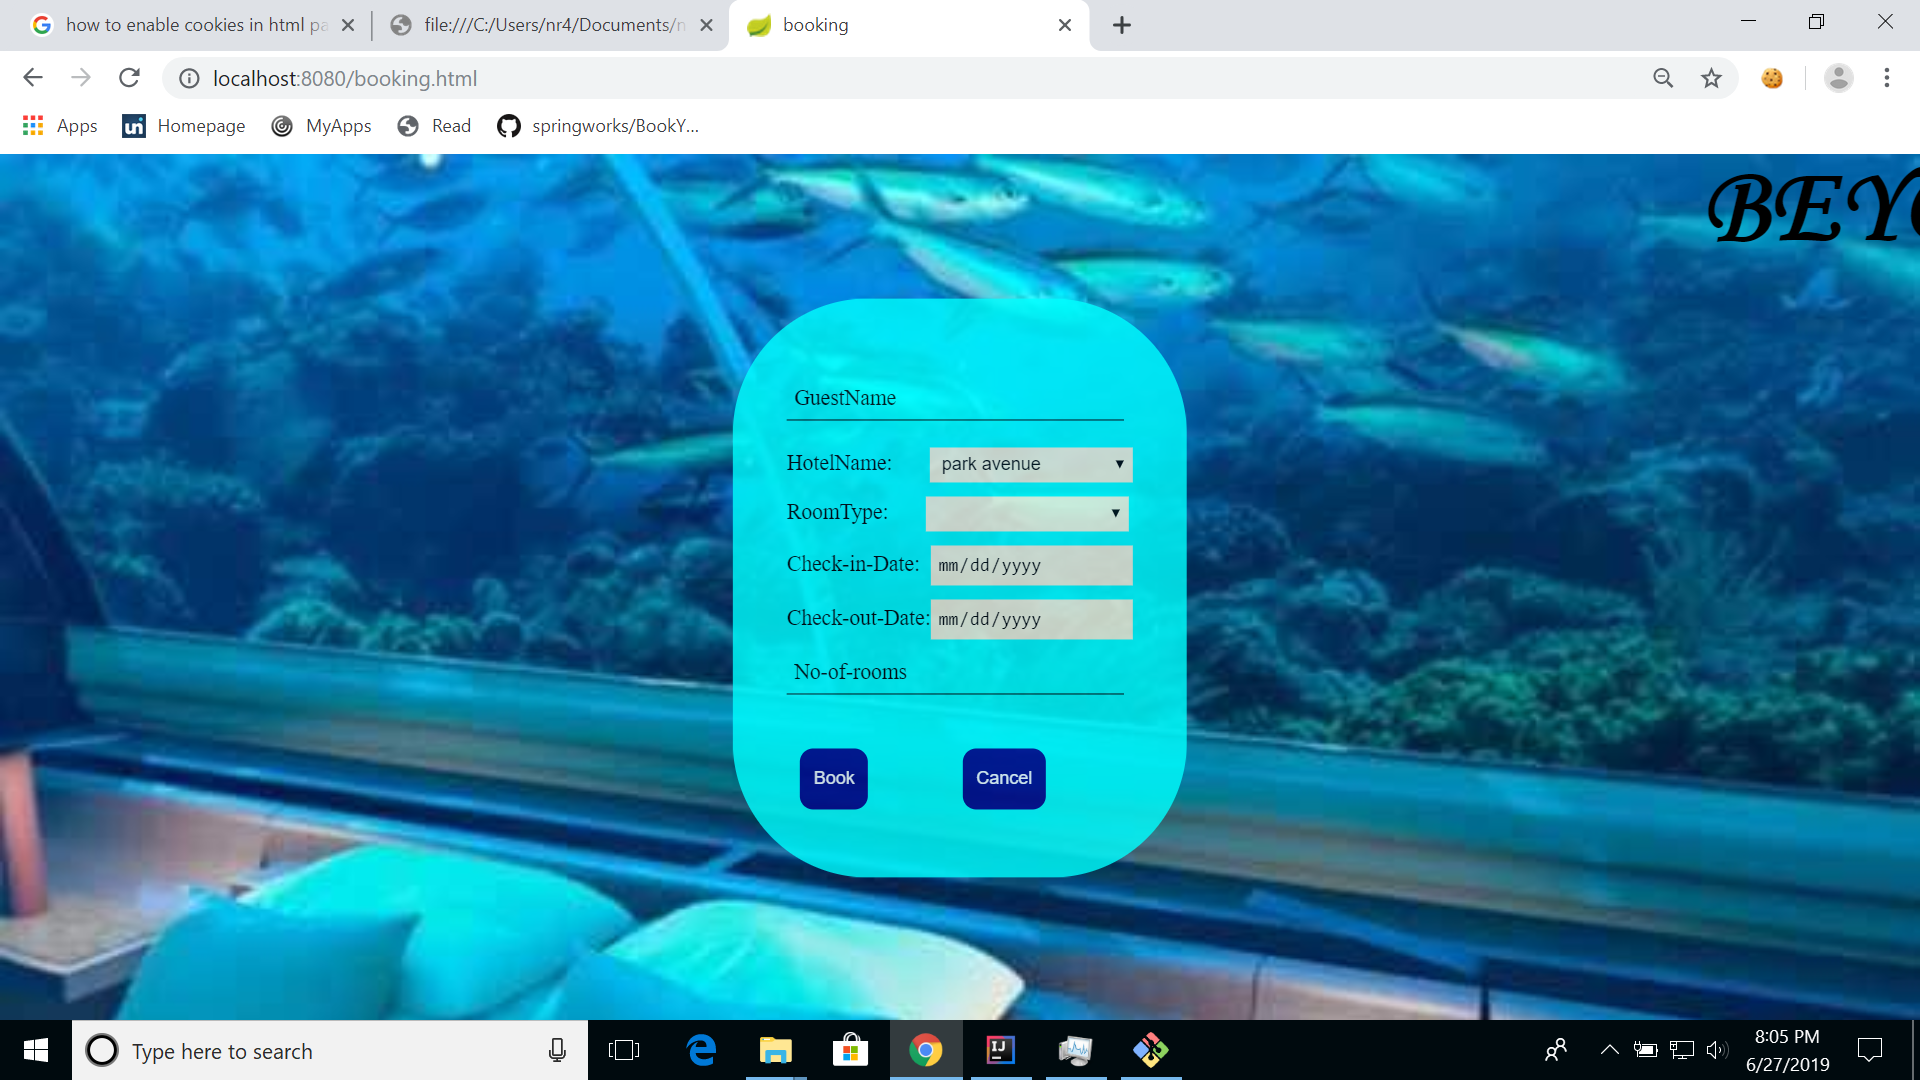 how to enable cookies in html pa
file:///C:/Users/nr4/Documents/n
booking
localhost:8080/booking.html
Apps
Homepage
MyApps
Read
springworks/BookY...
BEYO
GuestName
HotelName:
park avenue
RoomType:
Check-in-Date:
mm/dd/yyyy
Check-out-Date:
mm/dd/yyyy
No-of-rooms
Book
Cancel
Type here to search
8:05 PM
6/27/2019